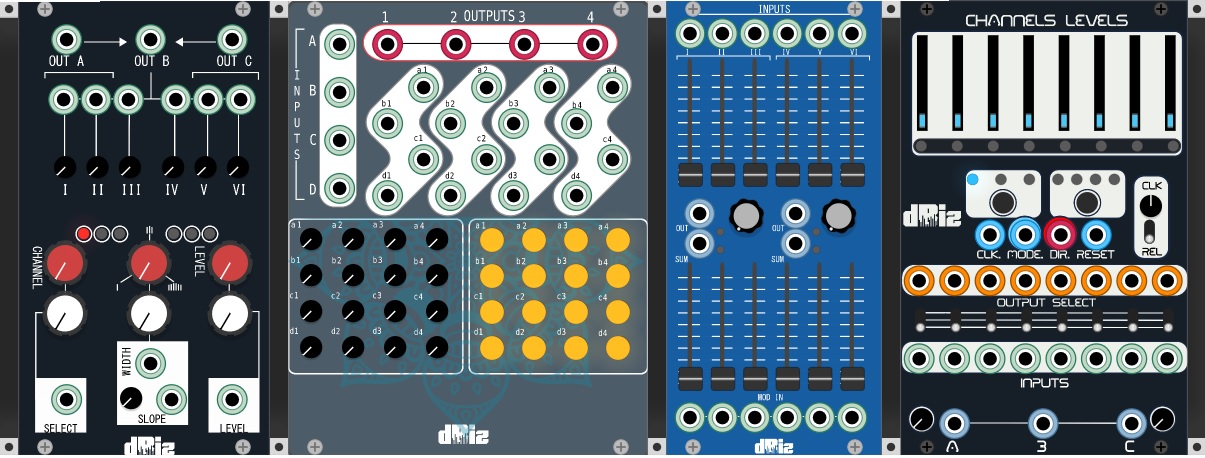 OUT A OUT B OUT C
I II III IV V VI
CHANNEL
LEVEL
WIDTH
SLOPE
SELECT
LEVEL
dRiz
1 2 OUTPUTS 3 4
INPUTS
A
B
C
D
a1 a2 a3 a4
b1 b2 b3 b4
c1 c2 c3 c4
d1 d2 d3 d4
a1 a2 a3 a4
b1 b2 b3 b4
c1 c2 c3 c4
d1 d2 d3 d4
a1 a2 a3 a4
b1 b2 b3 b4
c1 c2 c3 c4
d1 d2 d3 d4
dRiz
INPUTS
I II III IV V VI
OUT OUT
SUM SUM
MOD IN
dRiz
CHANNELS LEVELS
dRiz
CLK
REL
CLK. MODE. DIR. RESET
OUTPUT SELECT
INPUTS
A B C